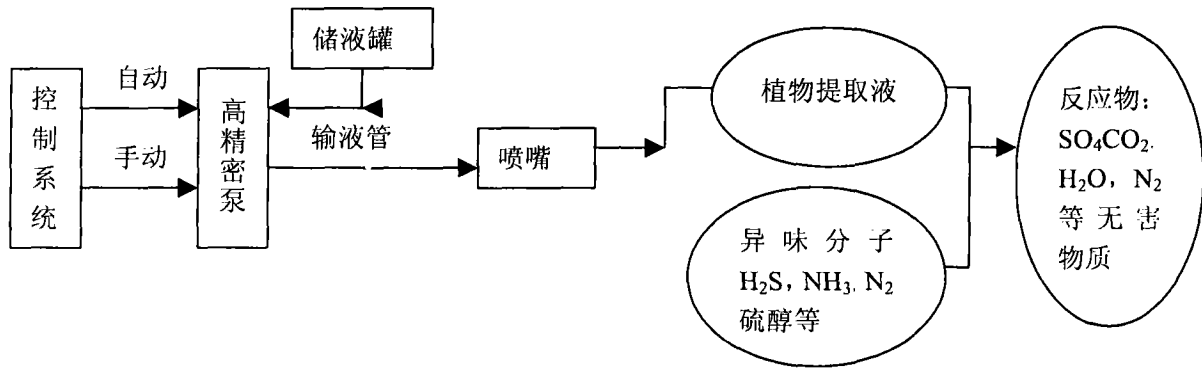 储液罐
控制系统
自动
手动
高精密泵
输液管
喷嘴
植物提取液
异味分子
H₂S，NH₃、N₂
硫醇等
反应物：
SO₄CO₂、
H₂O，N₂
等无害
物质